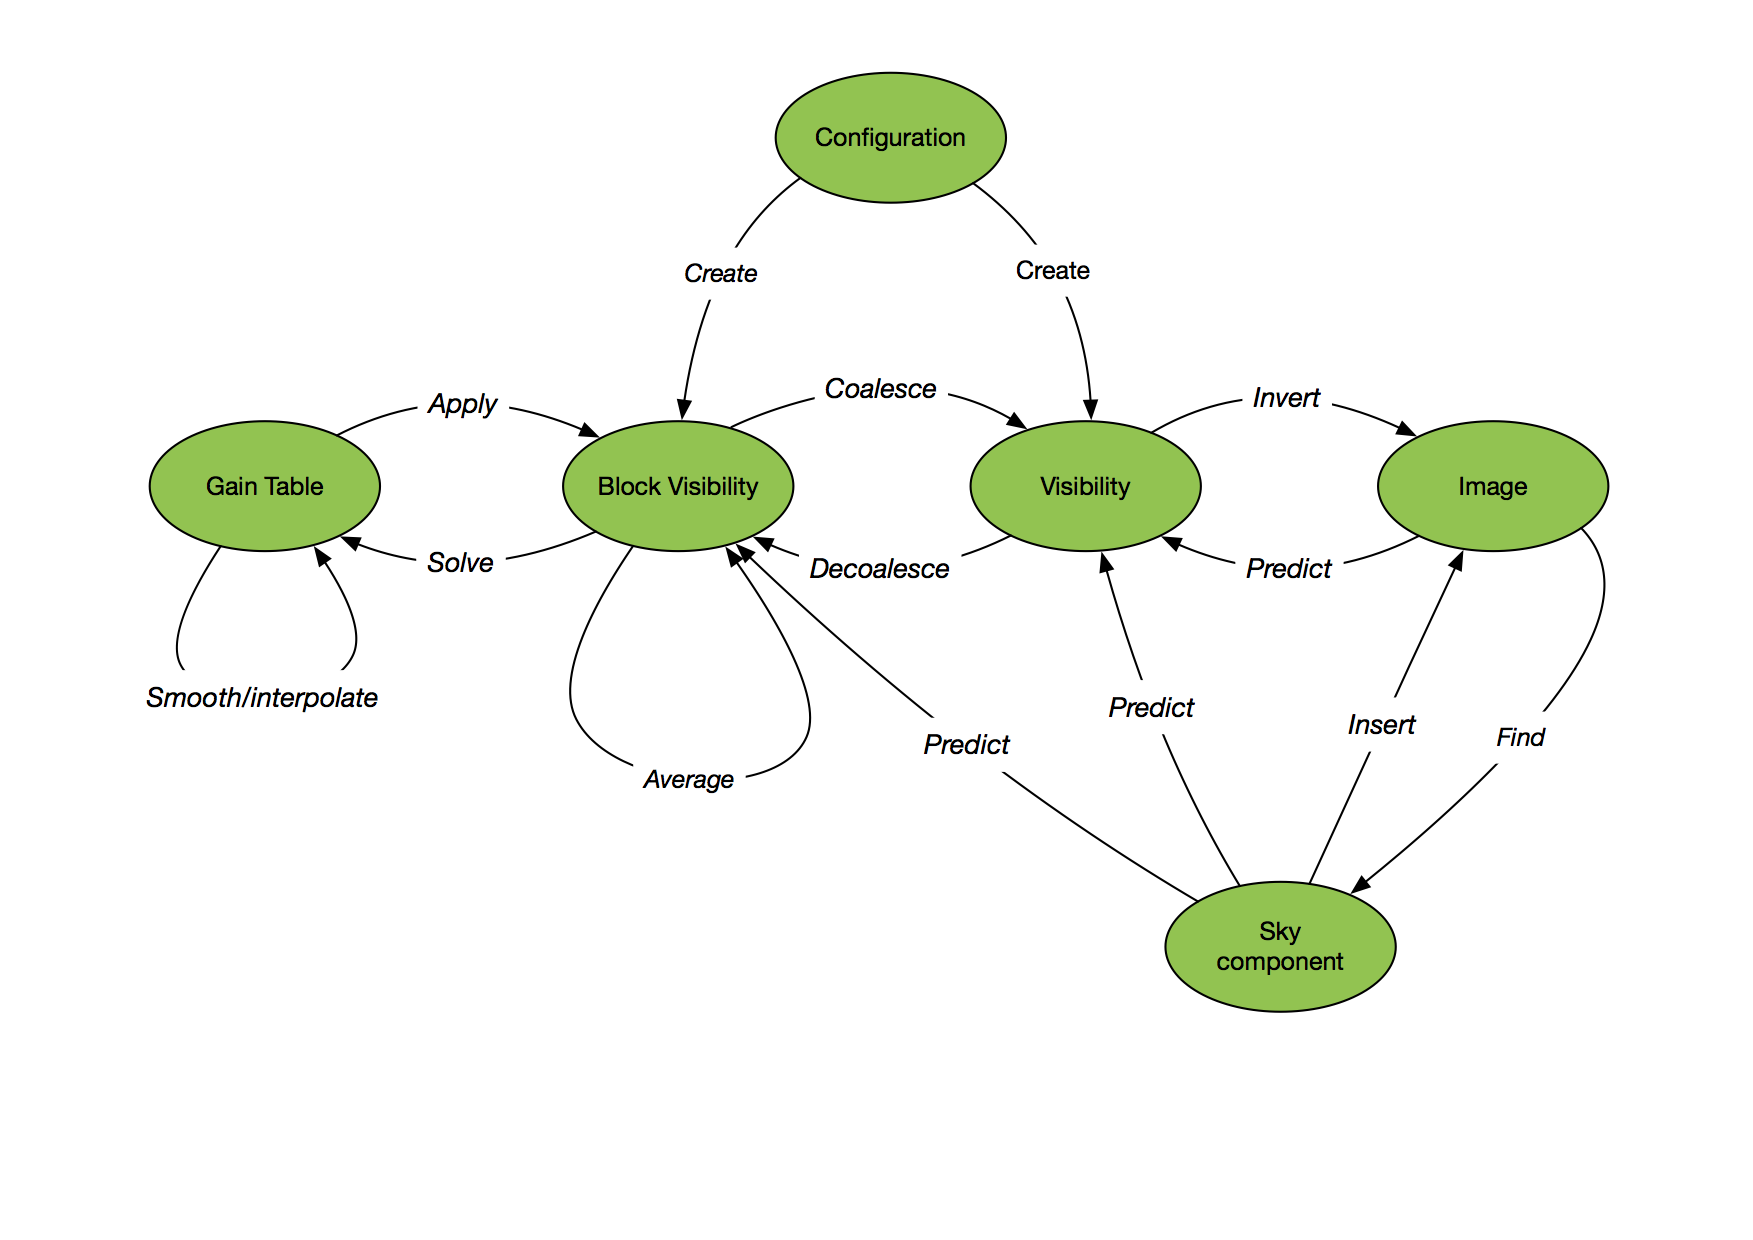 Configuration
Create
Create
Apply
Coalesce
Invert
Gain Table
Block Visibility
Visibility
Image
Solve
Decoalesce
Predict
Smooth/interpolate
Predict
Insert
Find
Predict
Average
Sky
component